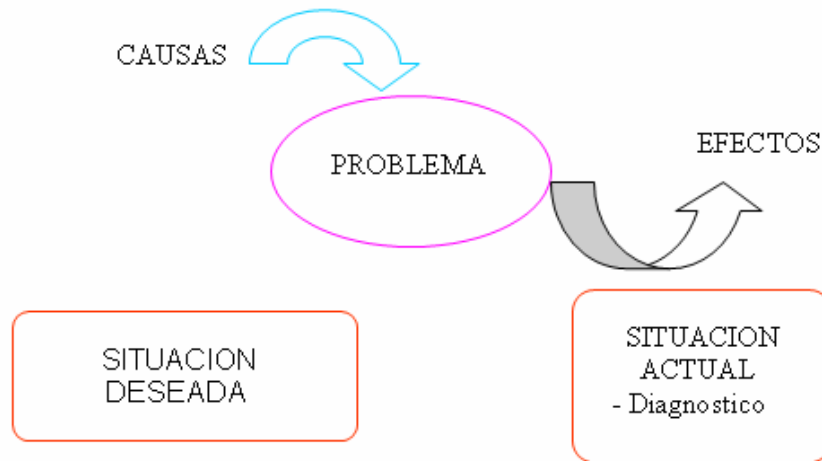 CAUSAS
EFECTOS
PROBLEMA
SITUACION
DESEADA
SITUACION
ACTUAL
- Diagnostico